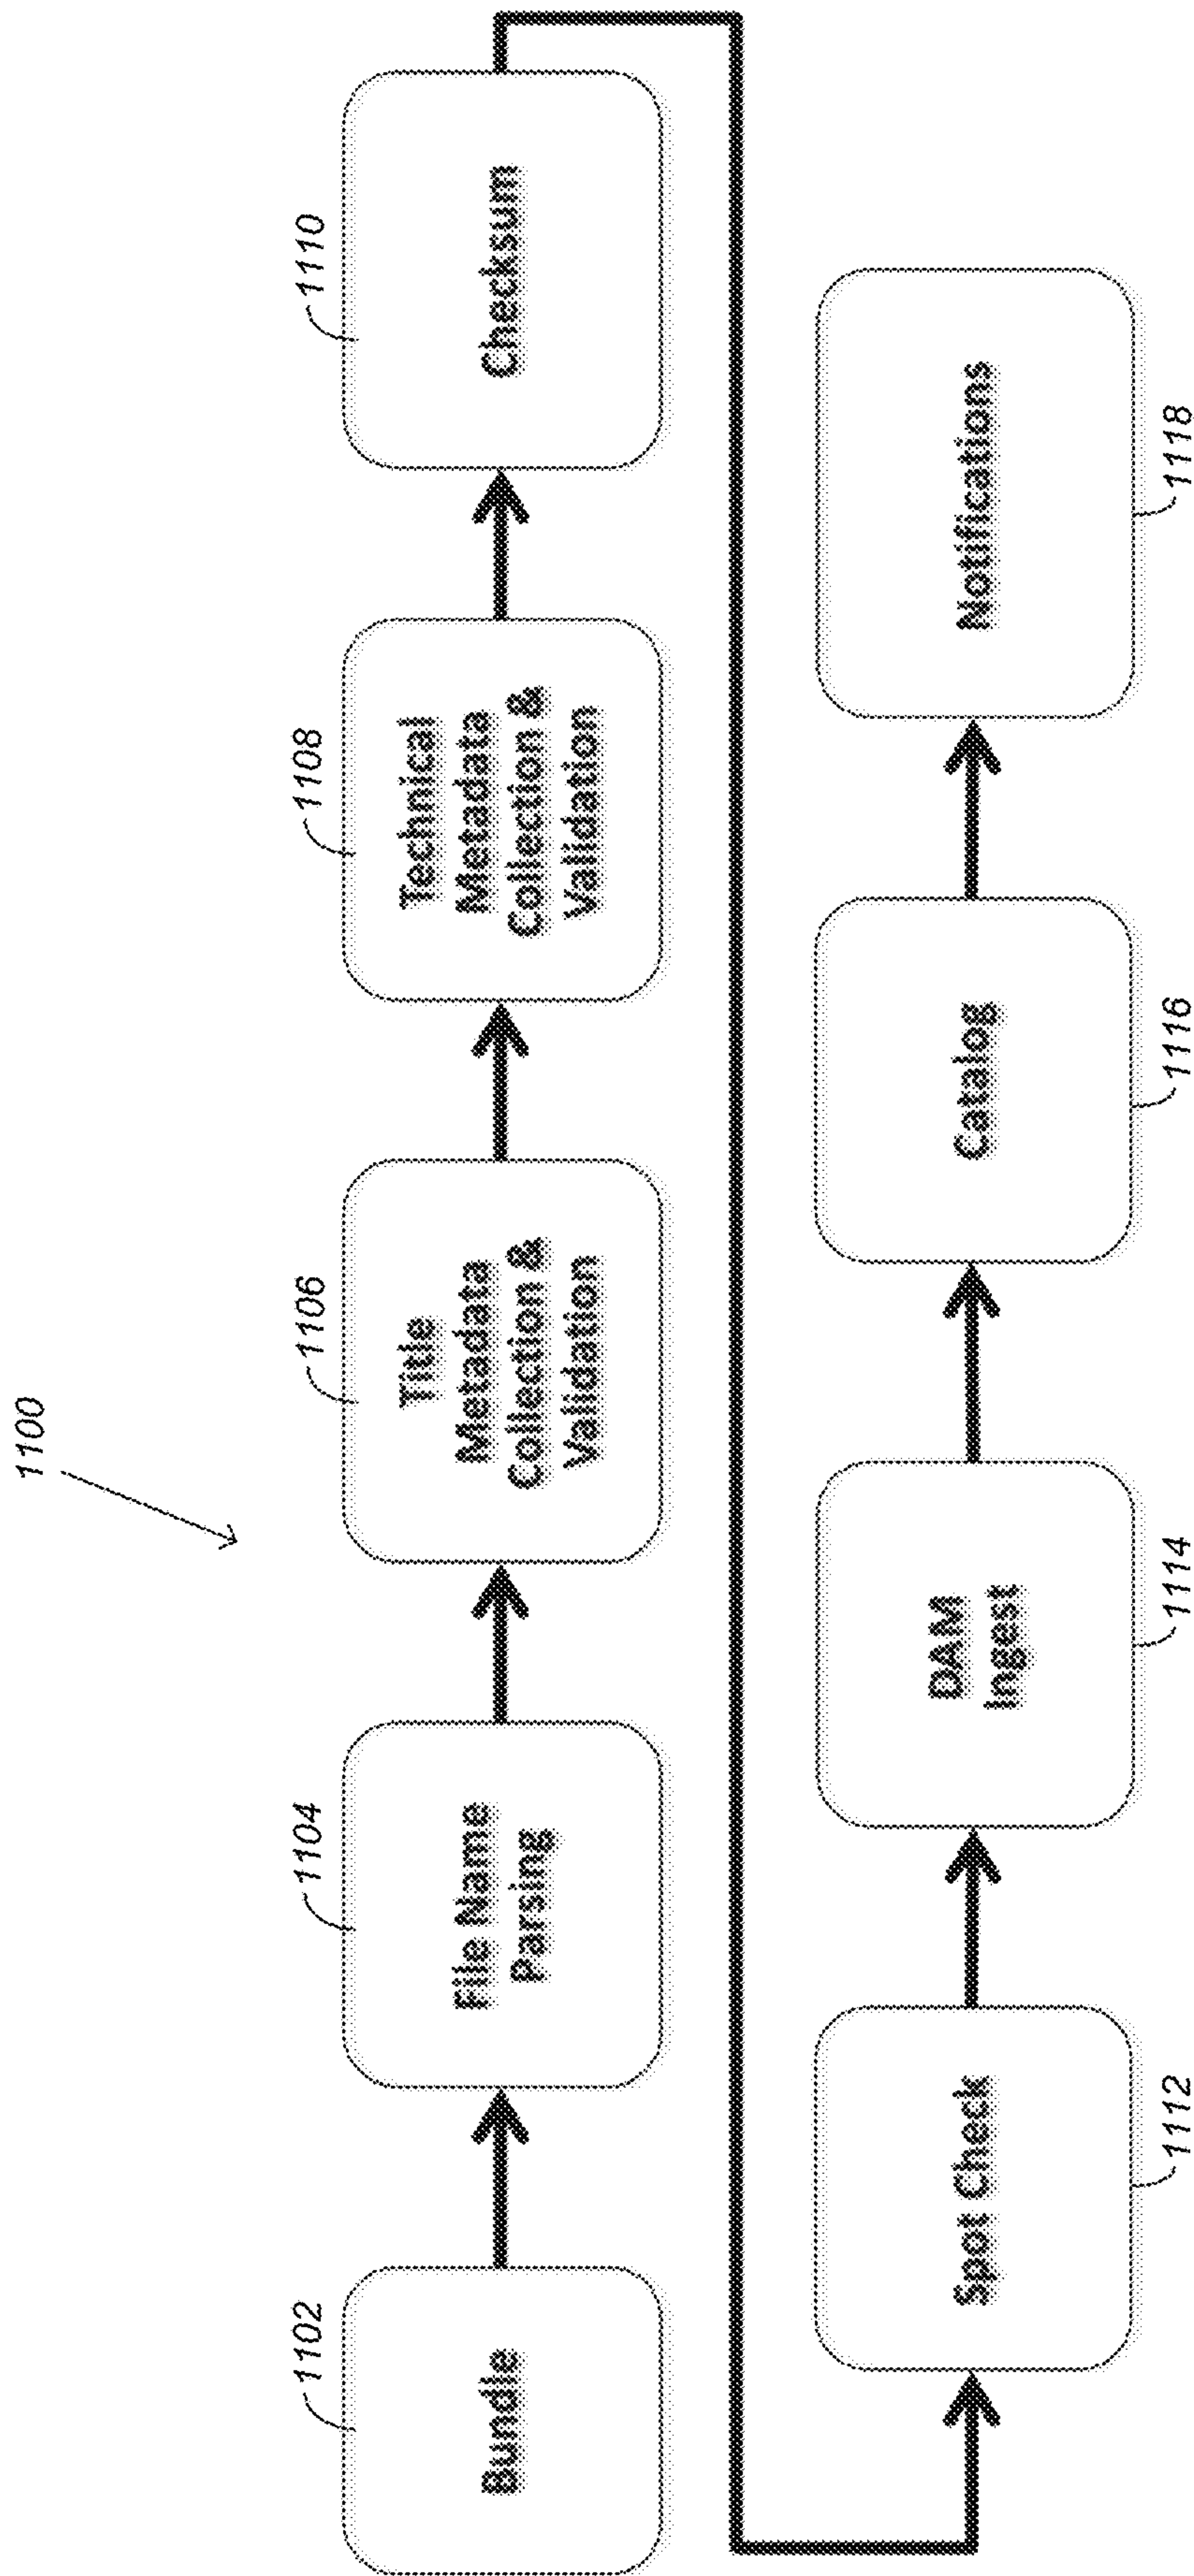 1100
1102
Bundle
1104
File Name
Parsing
1106
Title
Metadata
Collection &
Validation
1108
Technical
Metadata
Collection &
Validation
1110
Checksum
Spot Check
1112
DAM
Ingest
1114
Catalog
1116
Notifications
1118